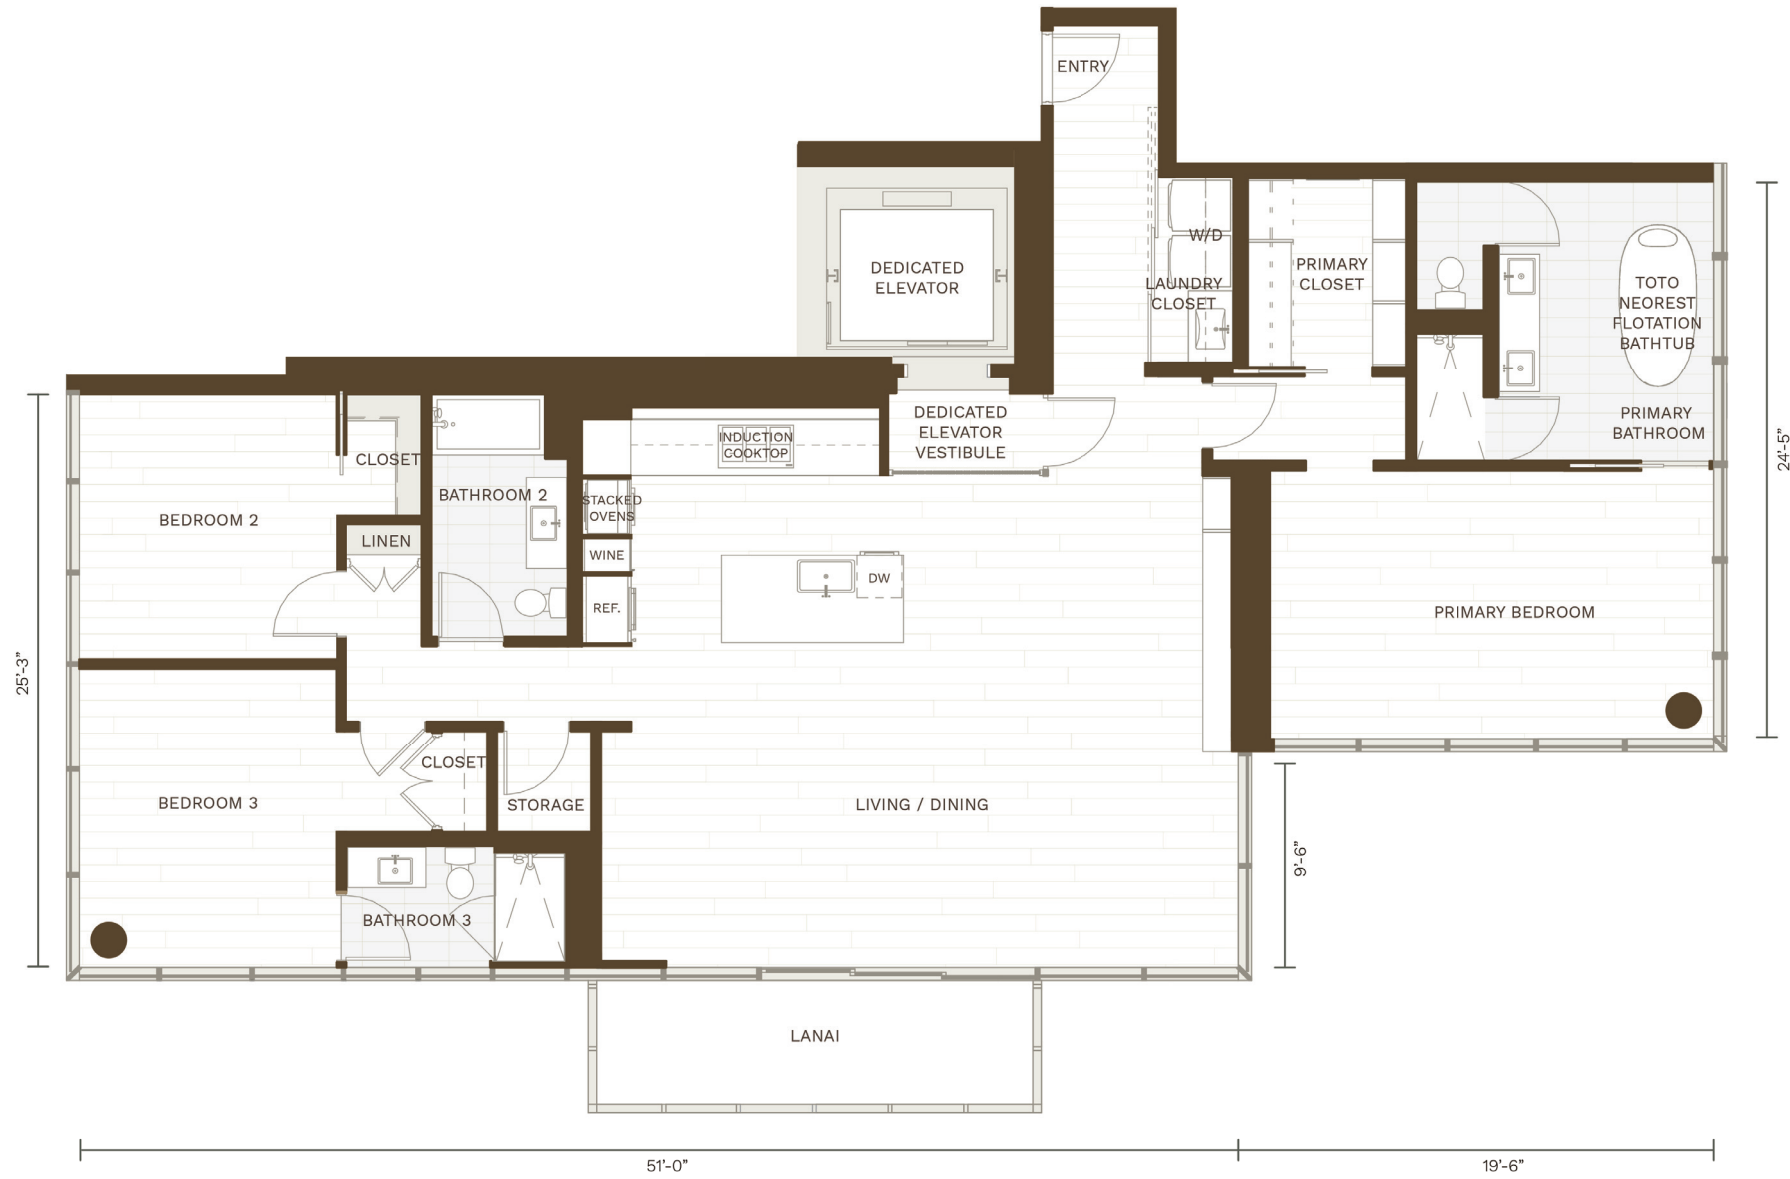 ENTRY
W/D
LAUNDRY
CLOSET
PRIMARY
CLOSET
DEDICATED
ELEVATOR
TOTO
NEOREST
FLOTATION
BATHTUB
PRIMARY
BATHROOM
24'-5"
DEDICATED
ELEVATOR
VESTIBULE
INDUCTION
COOKTOP
CLOSET
BATHROOM 2
STACKED
OVENS
BEDROOM 2
LINEN
WINE
DW
REF.
PRIMARY BEDROOM
25'-3"
CLOSET
BEDROOM 3
STORAGE
LIVING / DINING
9'-6"
BATHROOM 3
LANAI
51'-0"
19'-6"